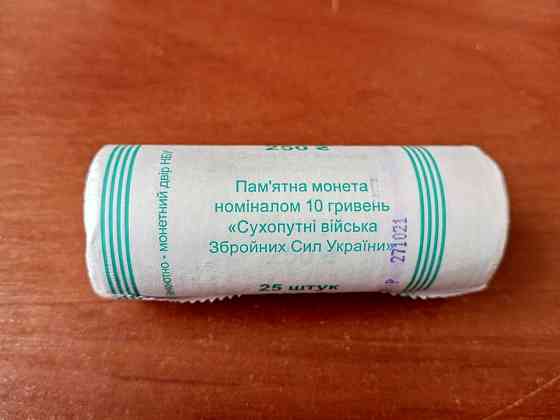 250 ₴
Пам'ятна монета
номіналом 10 гривень
«Сухопутні війська
Збройних Сил України»
25 штук
монетний двір НБУ
271021